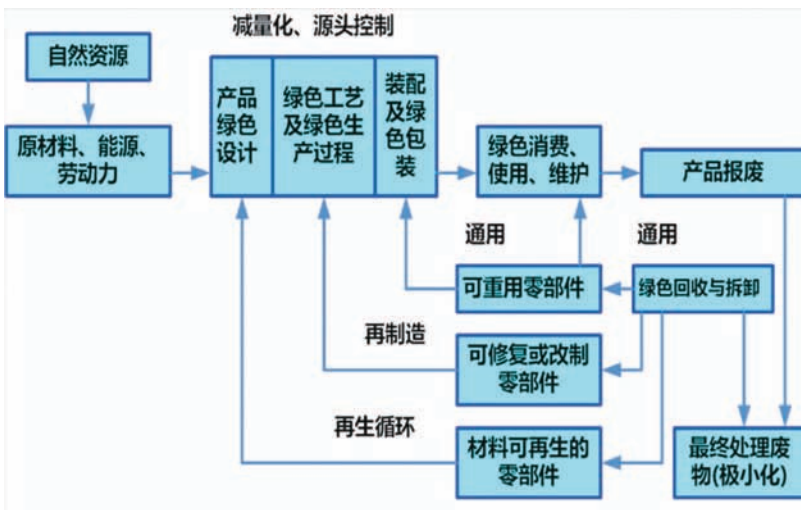 减量化、源头控制
自然资源
原材料、能源、
劳动力
产品
绿色
设计
绿色工艺
及绿色生
产过程
装配
及绿
色包
装
绿色消费、
使用、维护
产品报废
通用
通用
可重用零部件
绿色回收与拆卸
再制造
可修复或改制
零部件
再生循环
材料可再生的
零部件
最终处理废
物(极小化)